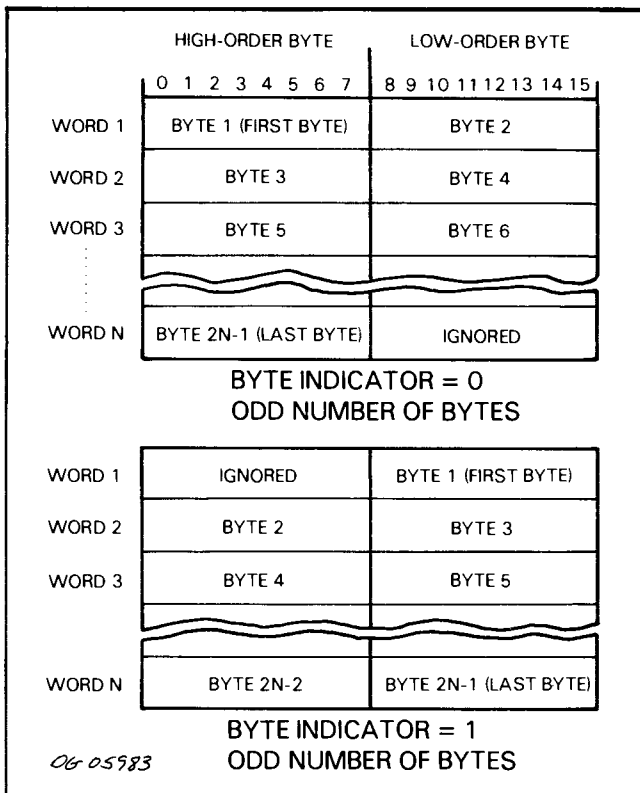 HIGH-ORDER BYTE LOW-ORDER BYTE
0 1 2 3 4 5 6 7 8 9 10 11 12 13 14 15
WORD 1 BYTE 1 (FIRST BYTE) BYTE 2
WORD 2 BYTE 3 BYTE 4
WORD 3 BYTE 5 BYTE 6
WORD N BYTE 2N-1 (LAST BYTE) IGNORED
BYTE INDICATOR = 0
ODD NUMBER OF BYTES
WORD 1 IGNORED BYTE 1 (FIRST BYTE)
WORD 2 BYTE 2 BYTE 3
WORD 3 BYTE 4 BYTE 5
WORD N BYTE 2N-2 BYTE 2N-1 (LAST BYTE)
BYTE INDICATOR = 1
OG 05983 ODD NUMBER OF BYTES